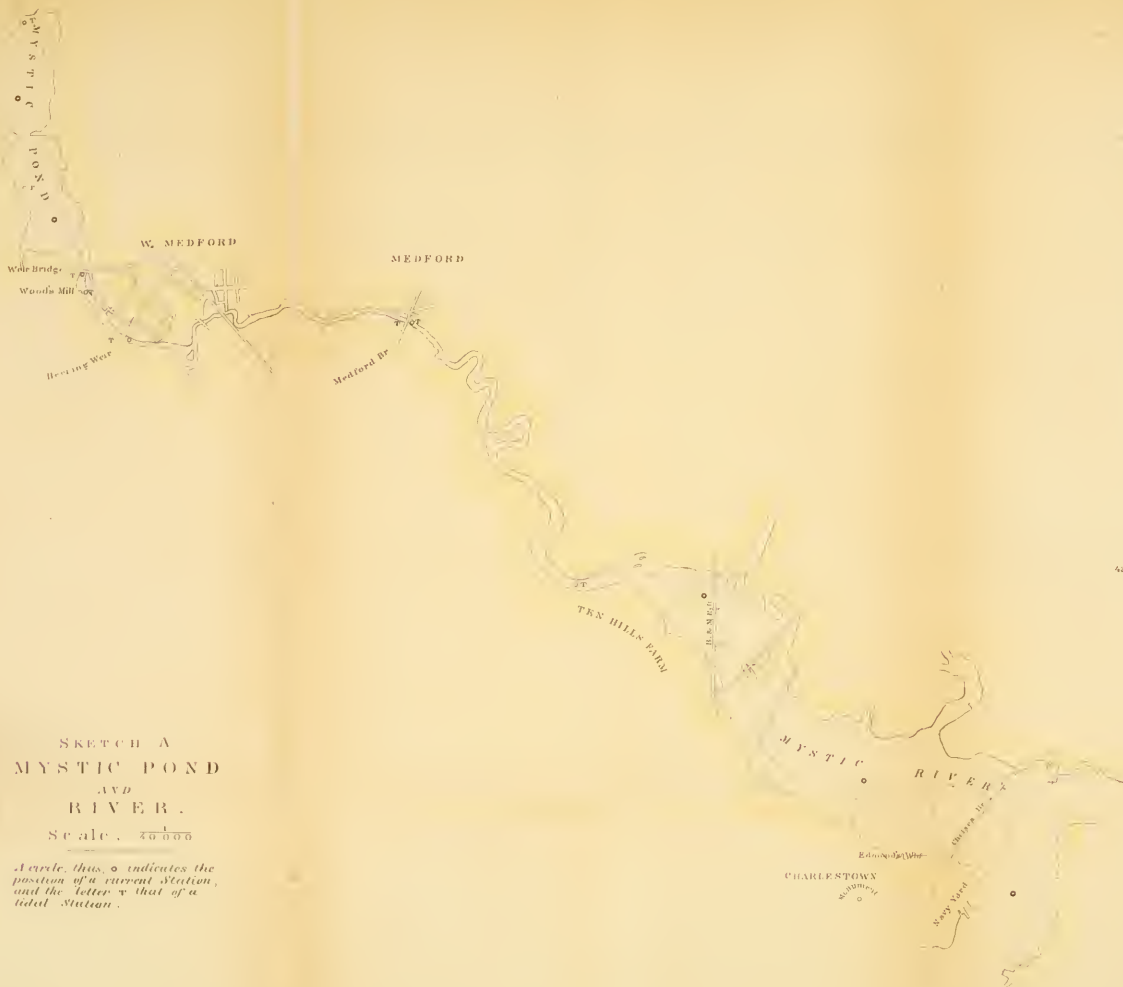 MYSTIC POND
W. MEDFORD
MEDFORD
Weir Bridge
T
Wood's Mill
T
Herring Weir
Medford Br
T
T
TEN HILLS FARM
MYSTIC RIVER
Chelsea Br
CHARLESTOWN
Monument
Navy Yard
SKETCH A
MYSTIC POND
AND
RIVER.
Scale. 1/40000
A circle, thus, o indicates the
position of a current Station,
and the letter T that of a
tidal Station.